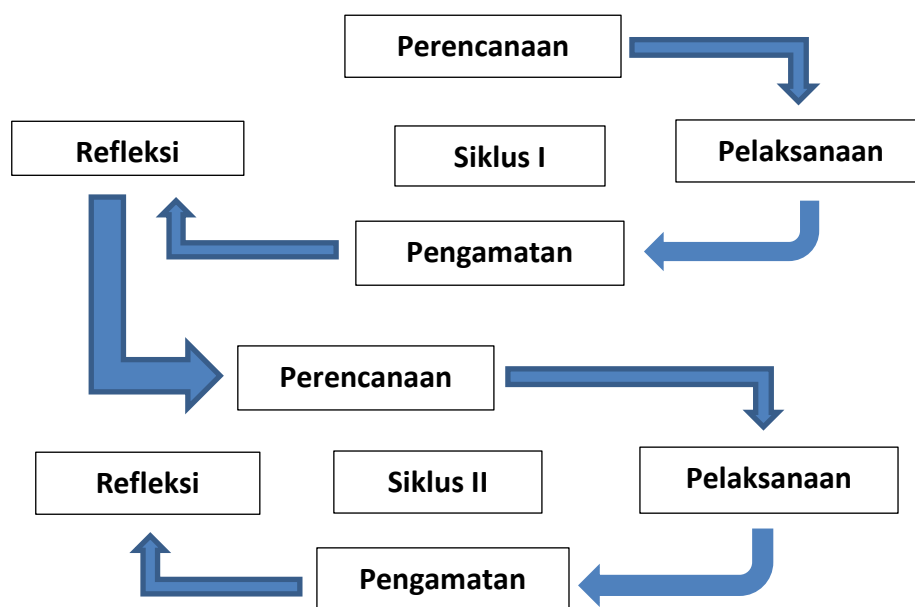 Perencanaan
Refleksi
Siklus I
Pelaksanaan
Pengamatan
Perencanaan
Refleksi
Siklus II
Pelaksanaan
Pengamatan